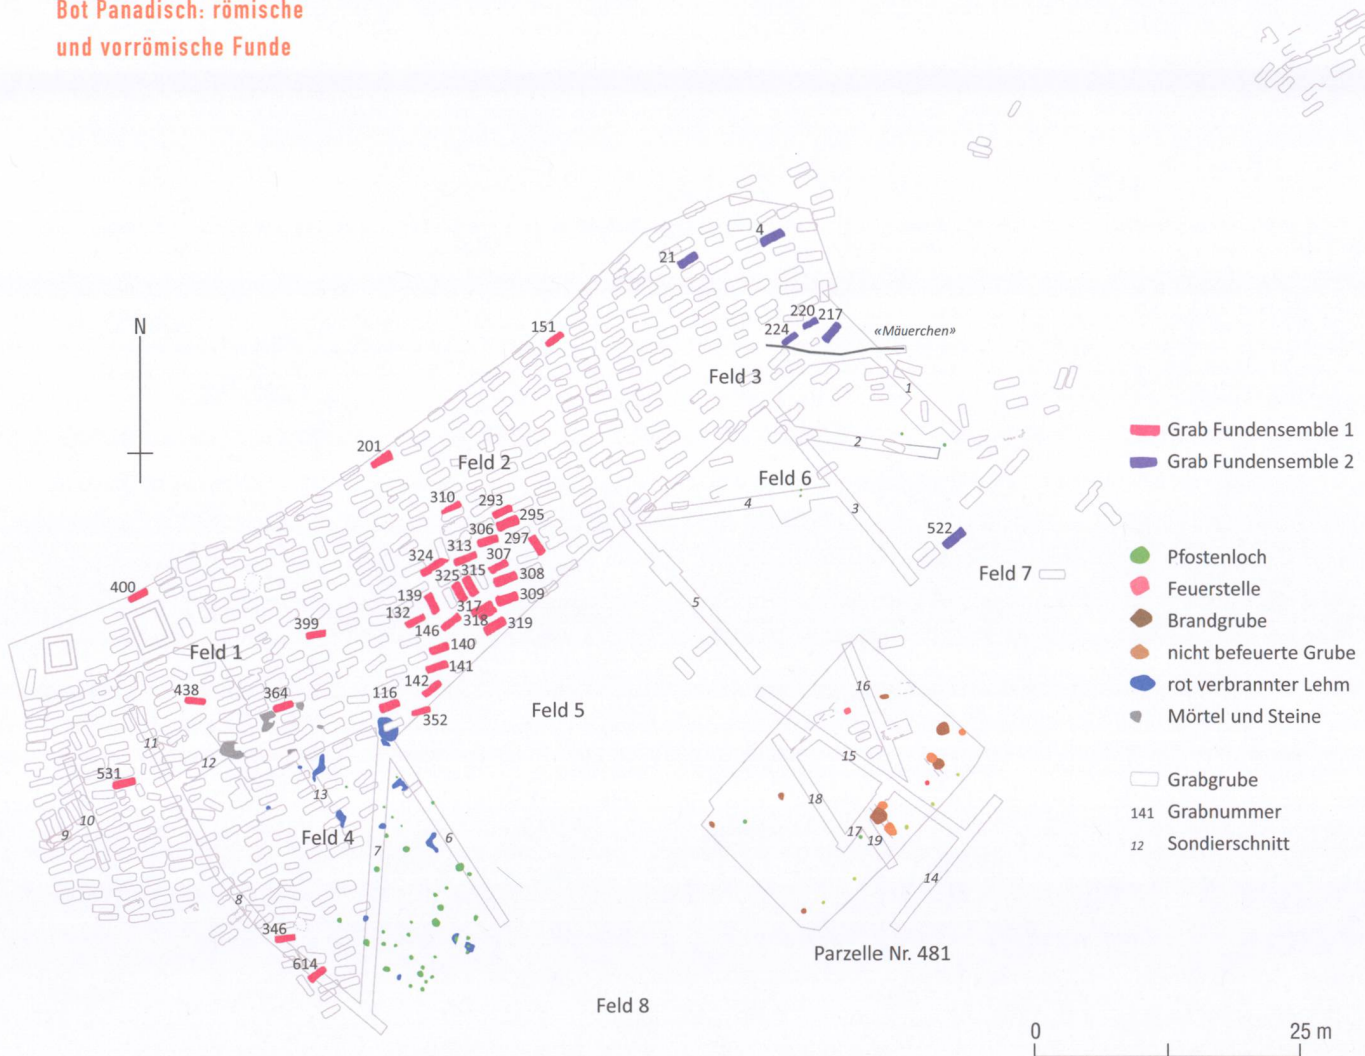 Bot Panadisch: römische
und vorrömische Funde
N
4
21
220 217
224
«Mäuerchen»
151
Feld 3
1
201
2
Feld 2
Feld 6
310
293
295
4
3
306
297
522
313
324
307
Feld 7
315
325
308
400
139
309
317
5
132
318
399
146
319
140
Feld 1
141
142
16
438
364
116
352
Feld 5
11
12
15
531
13
18
10
9
Feld 4
6
17
19
7
14
8
346
Parzelle Nr. 481
614
Feld 8
Grab Fundensemble 1
Grab Fundensemble 2
Pfostenloch
Feuerstelle
Brandgrube
nicht befeuerte Grube
rot verbrannter Lehm
Mörtel und Steine
Grabgrube
141 Grabnummer
12 Sondierschnitt
0 25 m